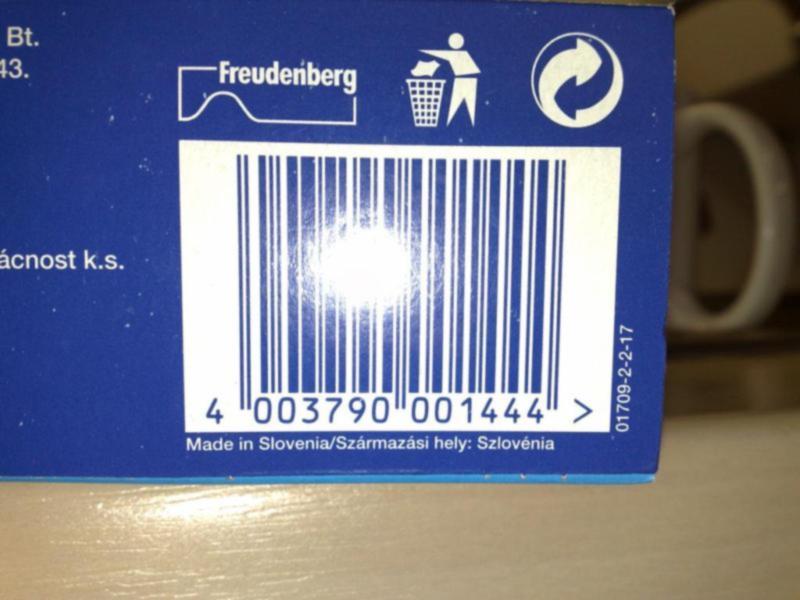 Bt.
43.
Freudenberg
ácnost k.s.
4 003790 001444 >
01709-2-2-17
Made in Slovenia/Származási hely: Szlovénia